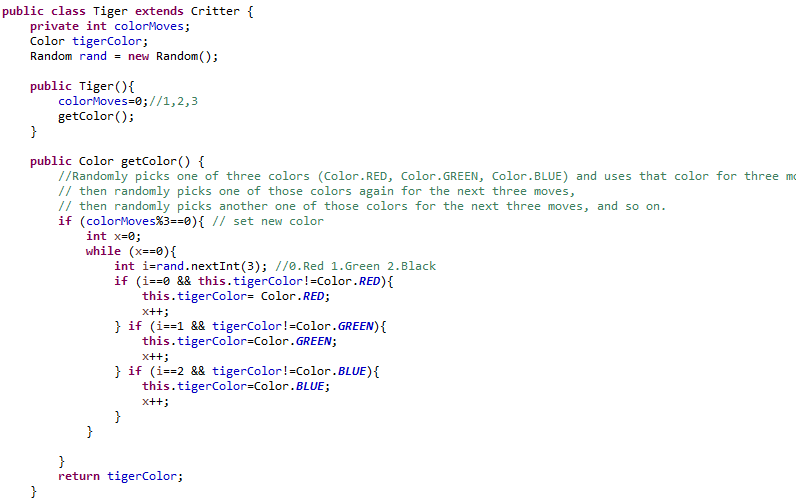 public class Tiger extends Critter {
    private int colorMoves;
    Color tigerColor;
    Random rand = new Random();

    public Tiger(){
        colorMoves=0;//1,2,3
        getColor();
    }

    public Color getColor() {
        //Randomly picks one of three colors (Color.RED, Color.GREEN, Color.BLUE) and uses that color for three
        // then randomly picks one of those colors again for the next three moves,
        // then randomly picks another one of those colors for the next three moves, and so on.
        if (colorMoves%3==0){ // set new color
            int x=0;
            while (x==0){
                int i=rand.nextInt(3); //0.Red 1.Green 2.Black
                if (i==0 && this.tigerColor!=Color.RED){
                    this.tigerColor= Color.RED;
                    x++;
                } if (i==1 && tigerColor!=Color.GREEN){
                    this.tigerColor=Color.GREEN;
                    x++;
                } if (i==2 && tigerColor!=Color.BLUE){
                    this.tigerColor=Color.BLUE;
                    x++;
                }
            }

        }
        return tigerColor;
    }